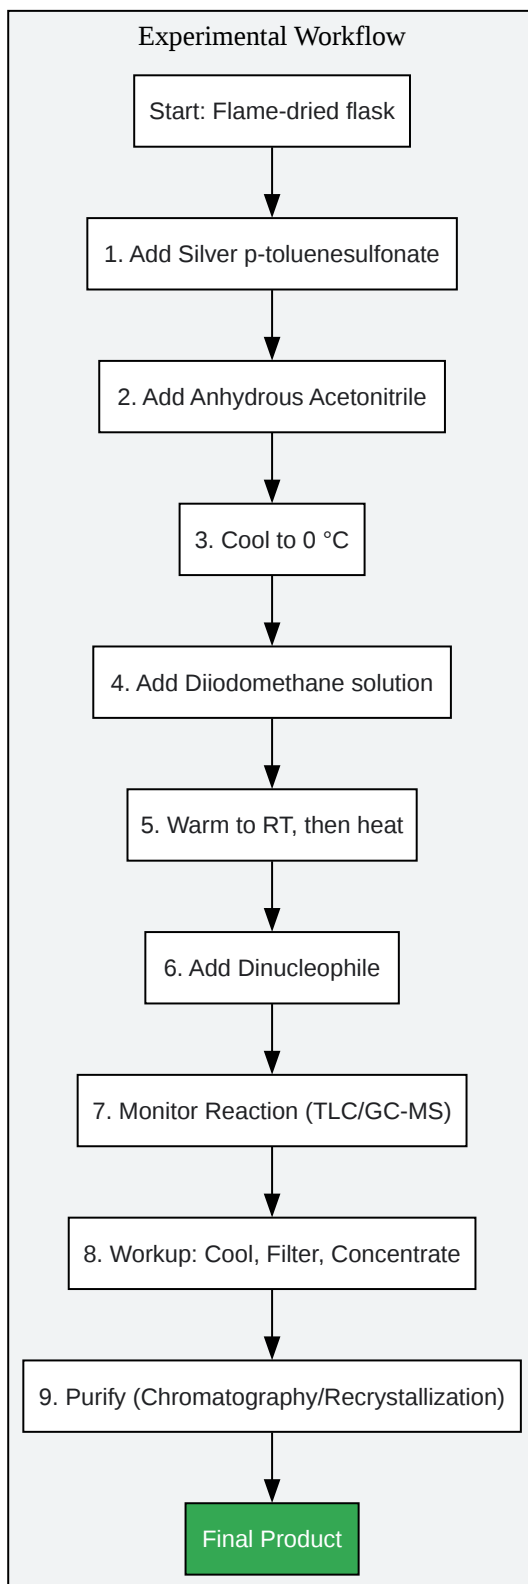 Experimental Workflow
Start: Flame-dried flask
1. Add Silver p-toluenesulfonate
2. Add Anhydrous Acetonitrile
3. Cool to 0 °C
4. Add Diiodomethane solution
5. Warm to RT, then heat
6. Add Dinucleophile
7. Monitor Reaction (TLC/GC-MS)
8. Workup: Cool, Filter, Concentrate
9. Purify (Chromatography/Recrystallization)
Final Product